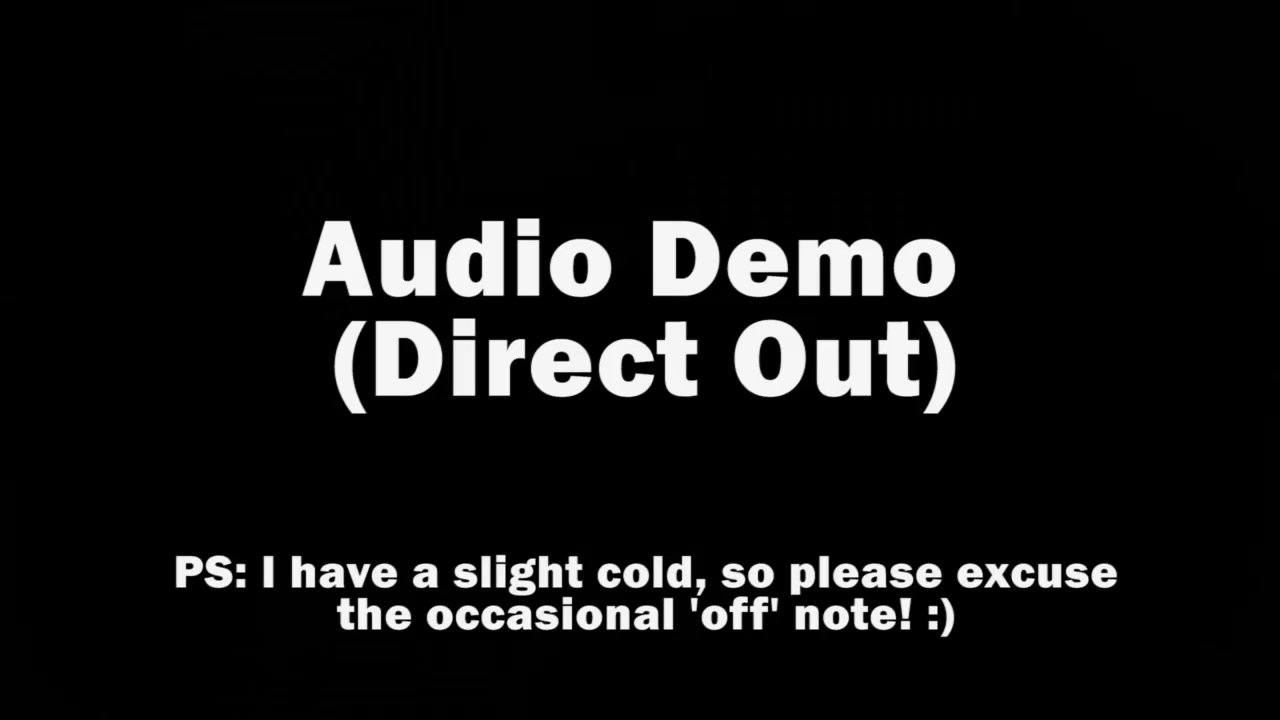 Audio Demo
(Direct Out)
PS: I have a slight cold, so please excuse
the occasional 'off' note! :)